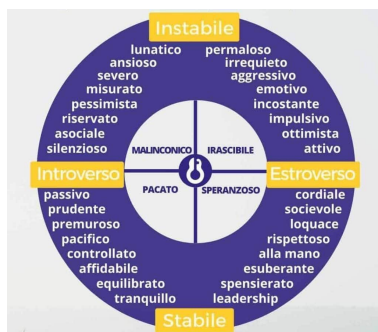 Instabile
lunatico
ansioso
severo
misurato
pessimista
riservato
asociale
silenzioso
permaloso
irrequieto
aggressivo
emotivo
incostante
impulsivo
ottimista
attivo
MALINCONICO
IRASCIBILE
Introverso
Estroverso
PACATO
SPERANZOSO
passivo
prudente
premuroso
pacifico
controllato
affidabile
equilibrato
tranquillo
cordiale
socievole
loquace
rispettoso
alla mano
esuberante
spensierato
leadership
Stabile